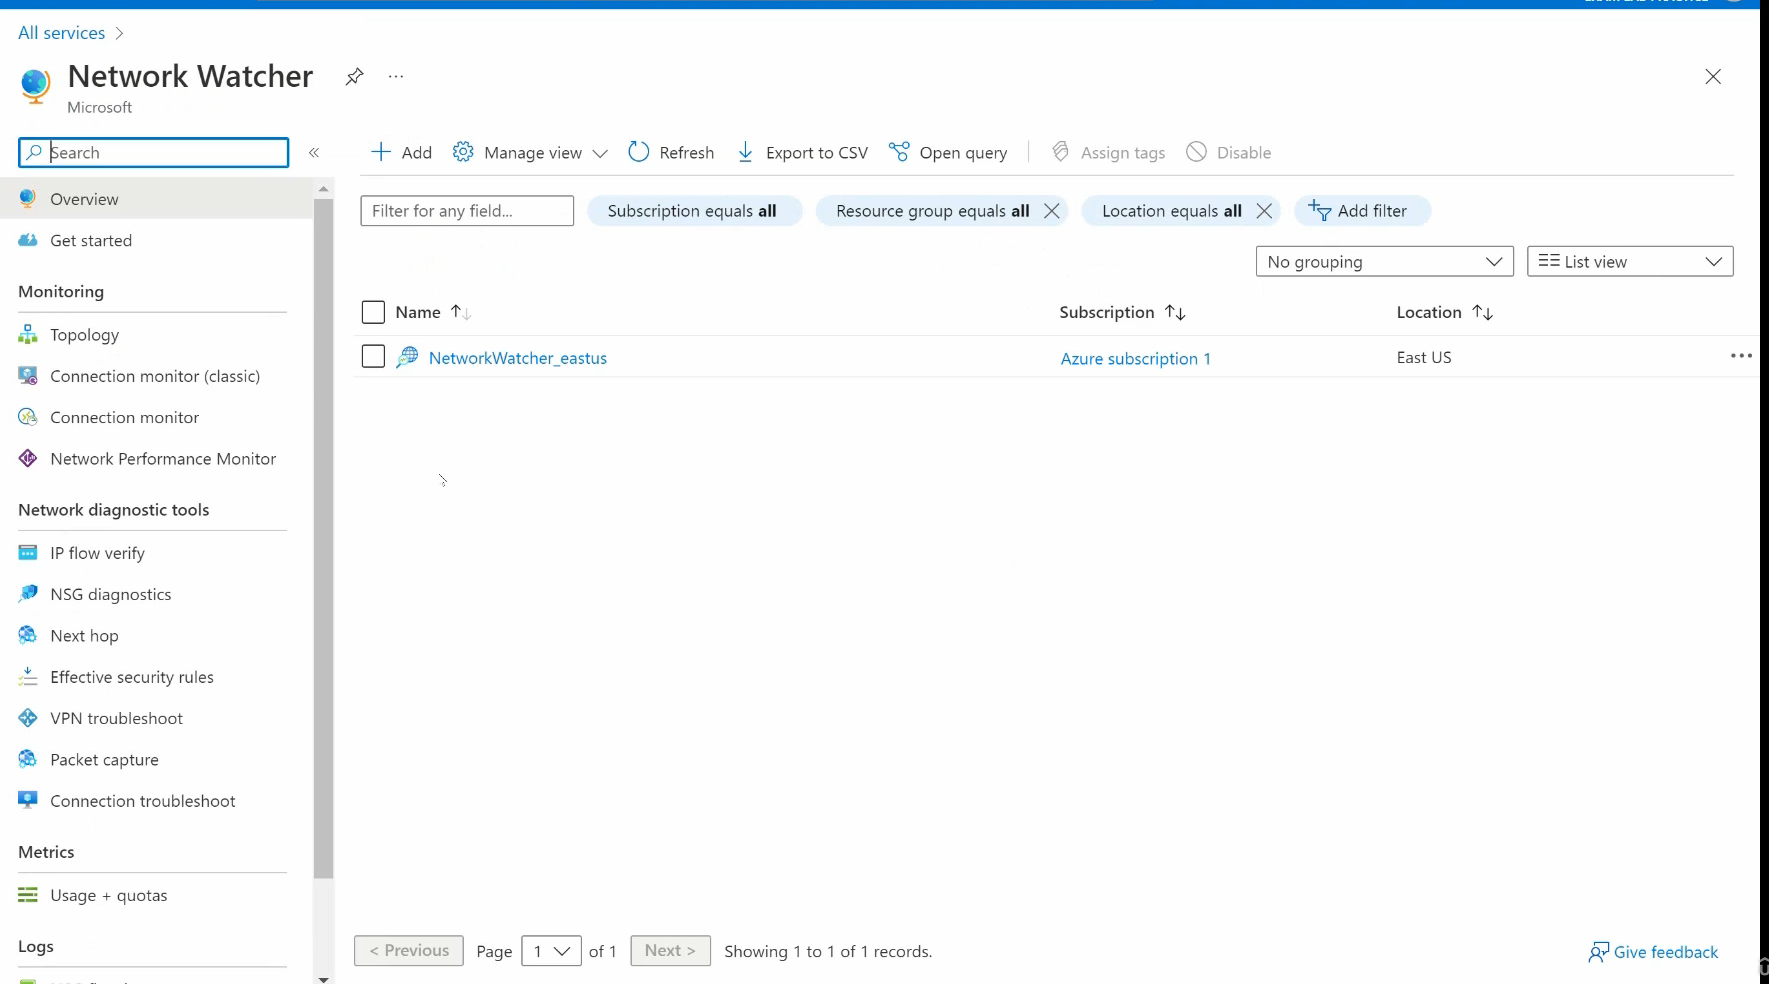 All services
Network Watcher
Microsoft
Search
Add
Manage view
Refresh
Export to CSV
Open query
Assign tags
Disable
Overview
Get started
Monitoring
Topology
Connection monitor (classic)
Connection monitor
Network Performance Monitor
Network diagnostic tools
IP flow verify
NSG diagnostics
Next hop
Effective security rules
VPN troubleshoot
Packet capture
Connection troubleshoot
Metrics
Usage + quotas
Logs
Filter for any field...
Subscription equals all
Resource group equals all
Location equals all
Add filter
No grouping
List view
Name
Subscription
Location
NetworkWatcher_eastus
Azure subscription 1
East US
< Previous
Page
1
of 1
Next >
Showing 1 to 1 of 1 records.
Give feedback